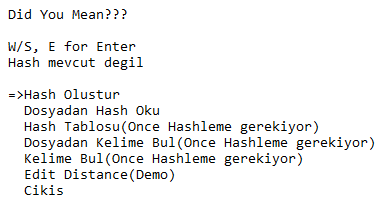 Did You Mean???
W/S, E for Enter
Hash mevcut degil
=>Hash Olustur
Dosyadan Hash Oku
Hash Tablosu(Once Hashleme gerekiyor)
Dosyadan Kelime Bul(Once Hashleme gerekiyor)
Kelime Bul(Once Hashleme gerekiyor)
Edit Distance(Demo)
Cikis